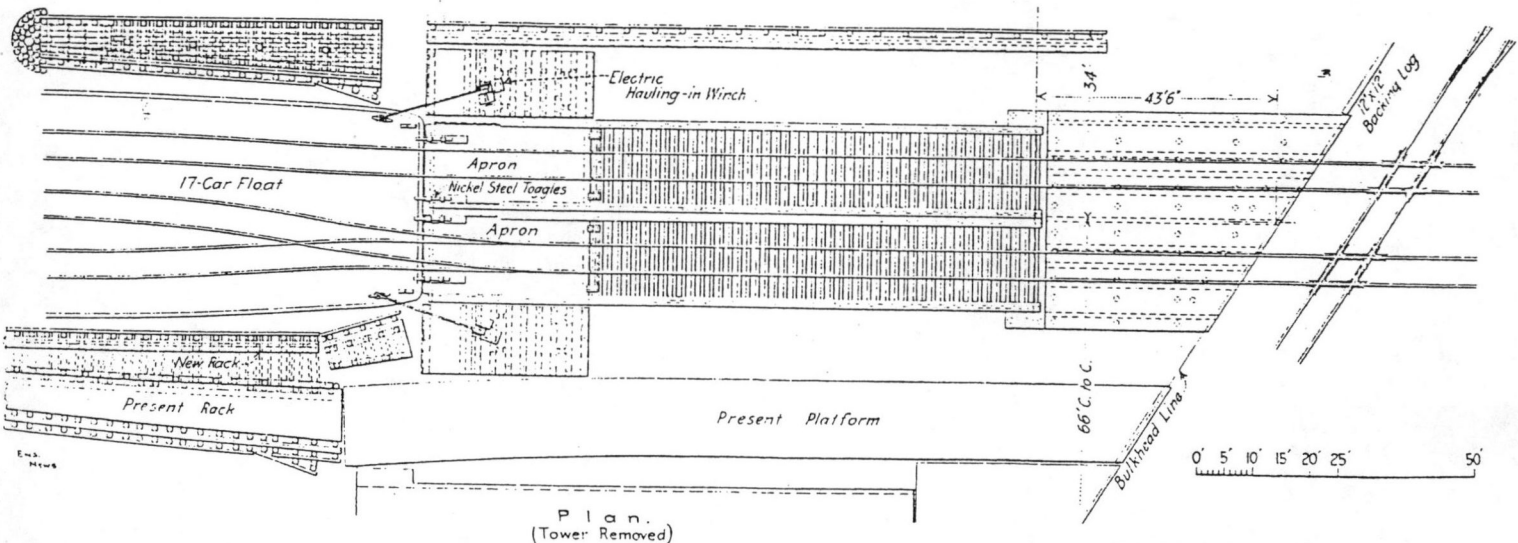 Electric
Hauling-in Winch
34'
43'6"
12"x12"
Backing Log
Apron
17-Car Float
Nickel Steel Toggles
Apron
New Rack
Present Rack
Present Platform
66' C. to C.
Bulkhead Line
0' 5' 10' 15' 20' 25' 50'
Eng.
News
Plan.
(Tower Removed)